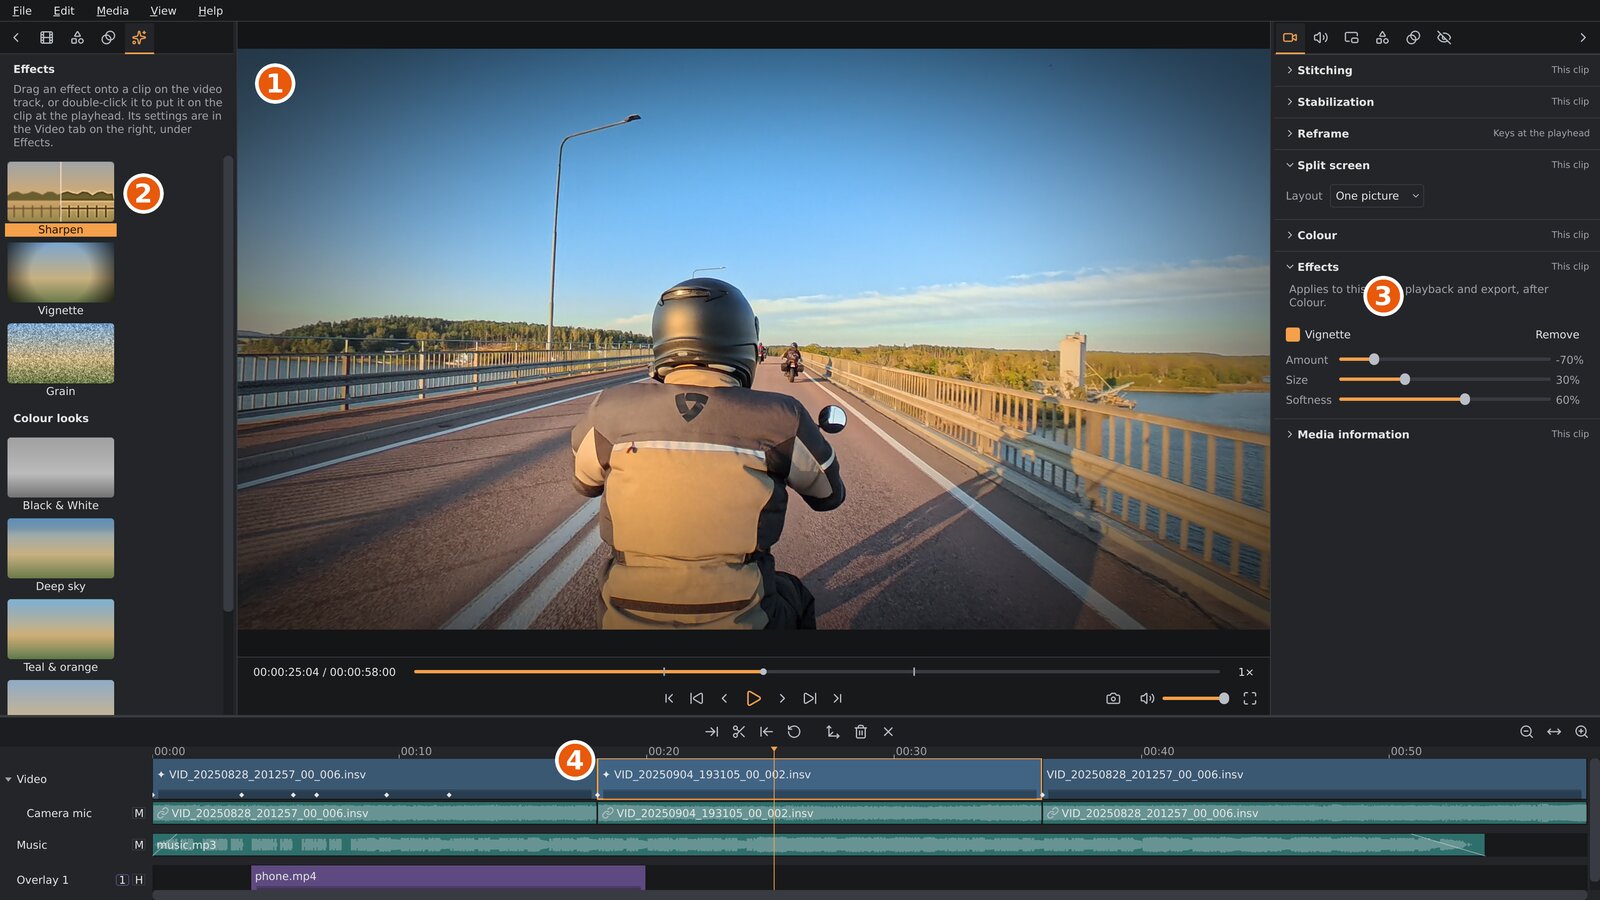 File Edit Media View Help
Effects
Drag an effect onto a clip on the video
track, or double-click it to put it on the
clip at the playhead. Its settings are in
the Video tab on the right, under
Effects.
Sharpen
Vignette
Grain
Colour looks
Black & White
Deep sky
Teal & orange
1
2
3
4
Stitching This clip
Stabilization This clip
Reframe Keys at the playhead
Split screen This clip
Layout One picture
Colour This clip
Effects This clip
Applies to this playback and export, after
Colour.
Vignette Remove
Amount -70%
Size 30%
Softness 60%
Media information This clip
00:00:25:04 / 00:00:58:00 1×
00:00 00:10 00:20 00:30 00:40 00:50
Video VID_20250828_201257_00_006.insv VID_20250904_193105_00_002.insv VID_20250828_201257_00_006.insv
Camera mic M VID_20250828_201257_00_006.insv VID_20250904_193105_00_002.insv VID_20250828_201257_00_006.insv
Music M music.mp3
Overlay 1 1 H phone.mp4